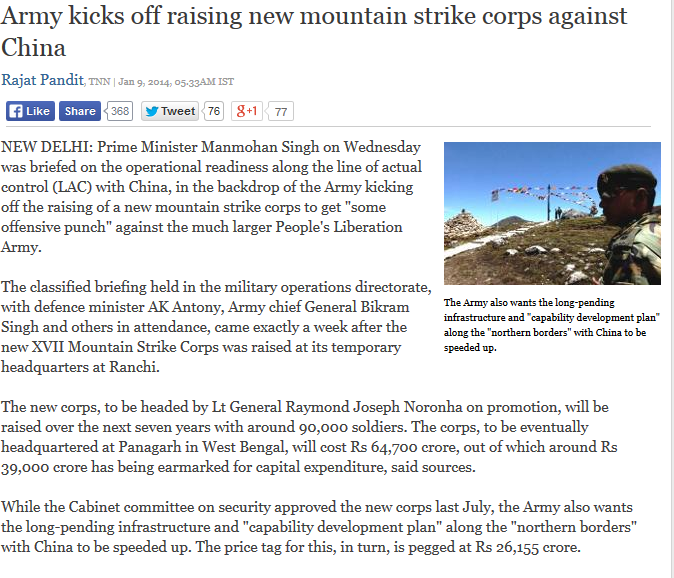 Army kicks off raising new mountain strike corps against
China
Rajat Pandit, TNN | Jan 9, 2014, 05.33AM IST
Like Share 368 Tweet 76 g+1 77
NEW DELHI: Prime Minister Manmohan Singh on Wednesday
was briefed on the operational readiness along the line of actual
control (LAC) with China, in the backdrop of the Army kicking
off the raising of a new mountain strike corps to get "some
offensive punch" against the much larger People's Liberation
Army.
The classified briefing held in the military operations directorate,
with defence minister AK Antony, Army chief General Bikram
Singh and others in attendance, came exactly a week after the
new XVII Mountain Strike Corps was raised at its temporary
headquarters at Ranchi.
The Army also wants the long-pending
infrastructure and "capability development plan"
along the "northern borders" with China to be
speeded up.
The new corps, to be headed by Lt General Raymond Joseph Noronha on promotion, will be
raised over the next seven years with around 90,000 soldiers. The corps, to be eventually
headquartered at Panagarh in West Bengal, will cost Rs 64,700 crore, out of which around Rs
39,000 crore has being earmarked for capital expenditure, said sources.
While the Cabinet committee on security approved the new corps last July, the Army also wants
the long-pending infrastructure and "capability development plan" along the "northern borders"
with China to be speeded up. The price tag for this, in turn, is pegged at Rs 26,155 crore.